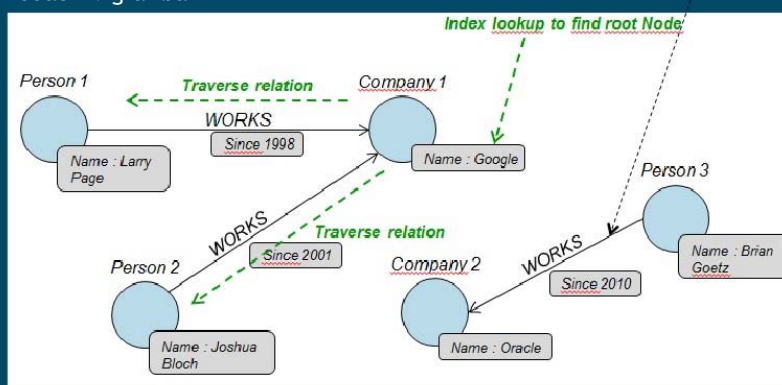 Index lookup to find root Node
Person 1
Traverse relation
Company 1
WORKS
Since 1998
Name : Larry
Page
Name : Google
Person 3
WORKS
Since 2001
Traverse relation
Person 2
Company 2
WORKS
Since 2010
Name : Brian
Goetz
Name : Joshua
Bloch
Name : Oracle